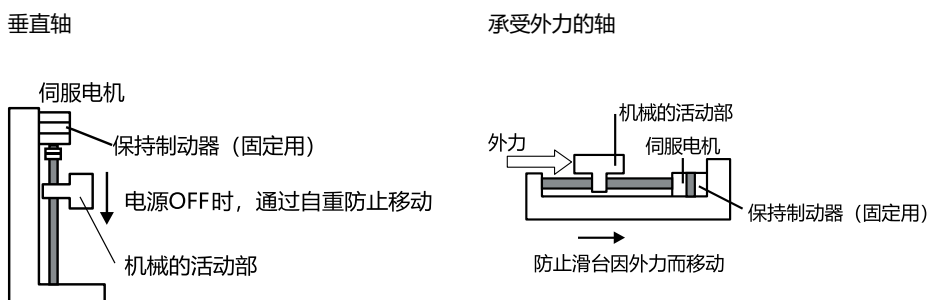 垂直轴
伺服电机
保持制动器（固定用）
电源OFF时，通过自重防止移动
机械的活动部
承受外力的轴
机械的活动部
外力
伺服电机
保持制动器（固定用）
防止滑台因外力而移动